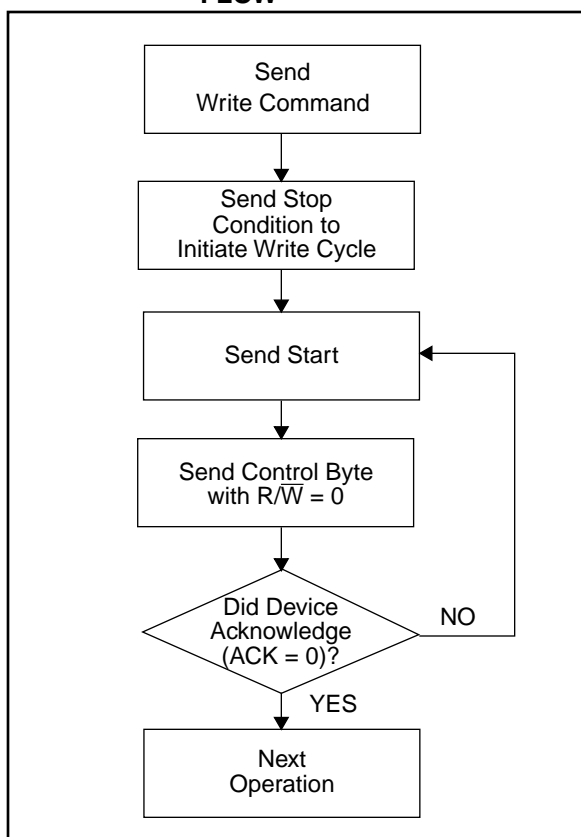 FLOW
Send
Write Command
Send Stop
Condition to
Initiate Write Cycle
Send Start
Send Control Byte
with R/W̅ = 0
Did Device
Acknowledge
(ACK = 0)?
NO
YES
Next
Operation